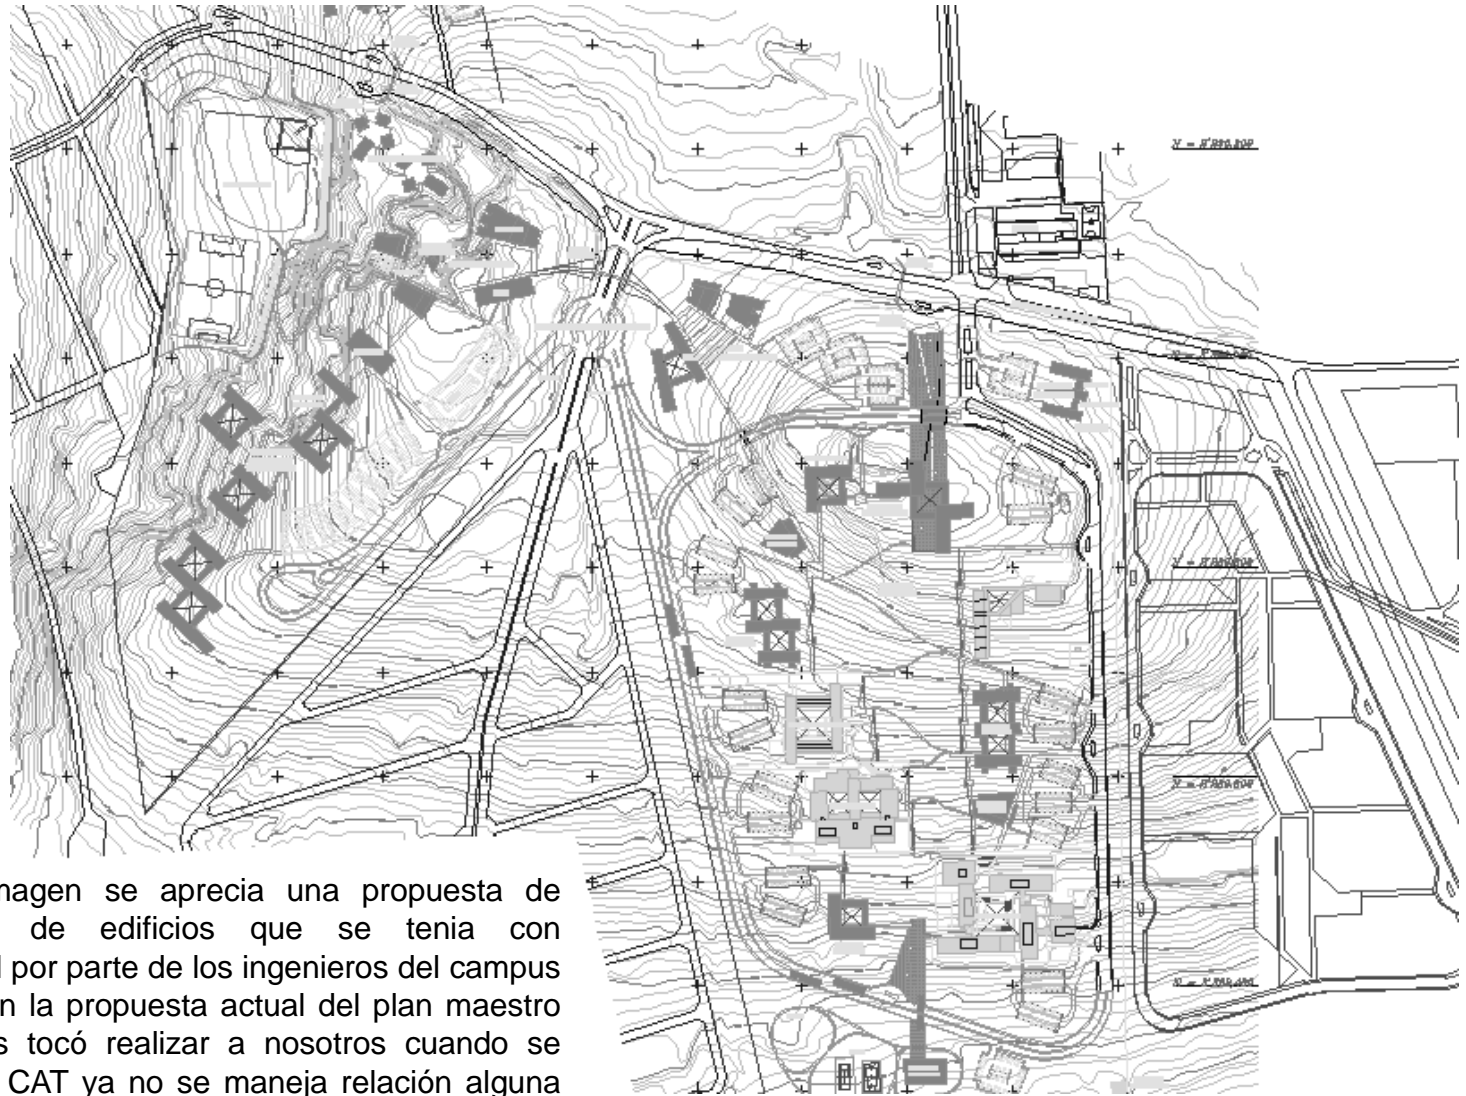 magen se aprecia una propuesta de
de edificios que se tenia con
por parte de los ingenieros del campus
n la propuesta actual del plan maestro
s tocó realizar a nosotros cuando se
CAT ya no se maneja relación alguna